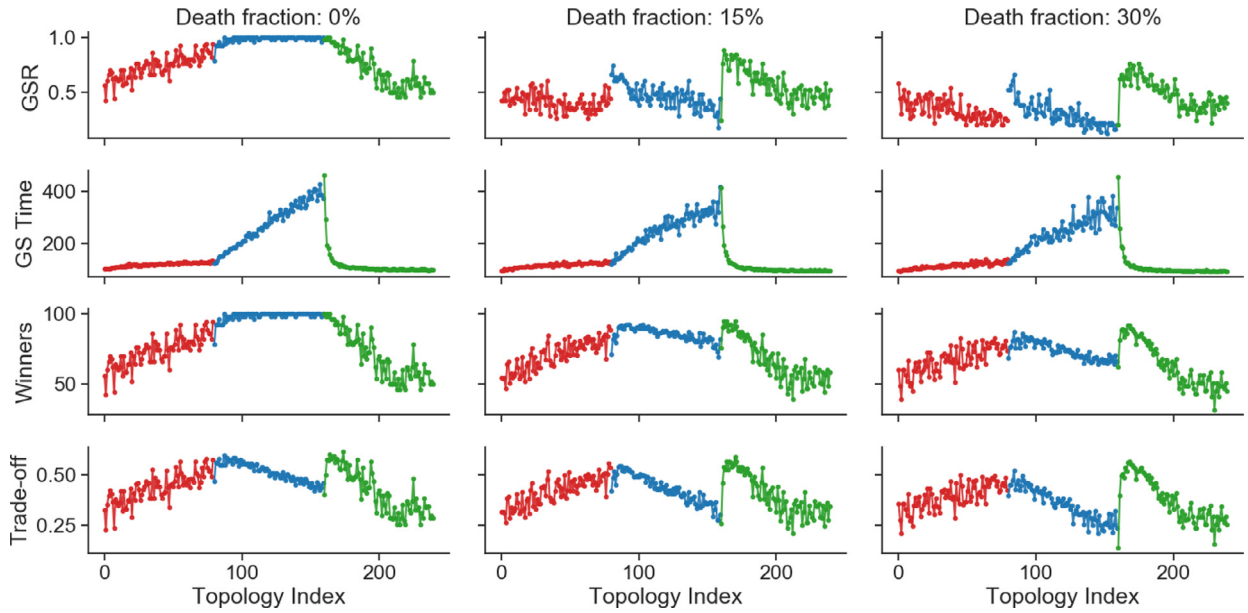 Death fraction: 0%
Death fraction: 15%
Death fraction: 30%
GSR
1.0
0.5
GS Time
400
200
Winners
100
50
Trade-off
0.50
0.25
0 100 200
0 100 200
0 100 200
Topology Index
Topology Index
Topology Index